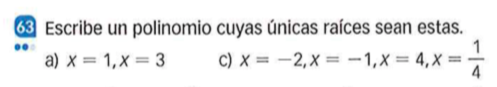 63 Escribe un polinomio cuyas únicas raíces sean estas.
a) x = 1, x = 3 c) x = −2, x = −1, x = 4, x = 1/4